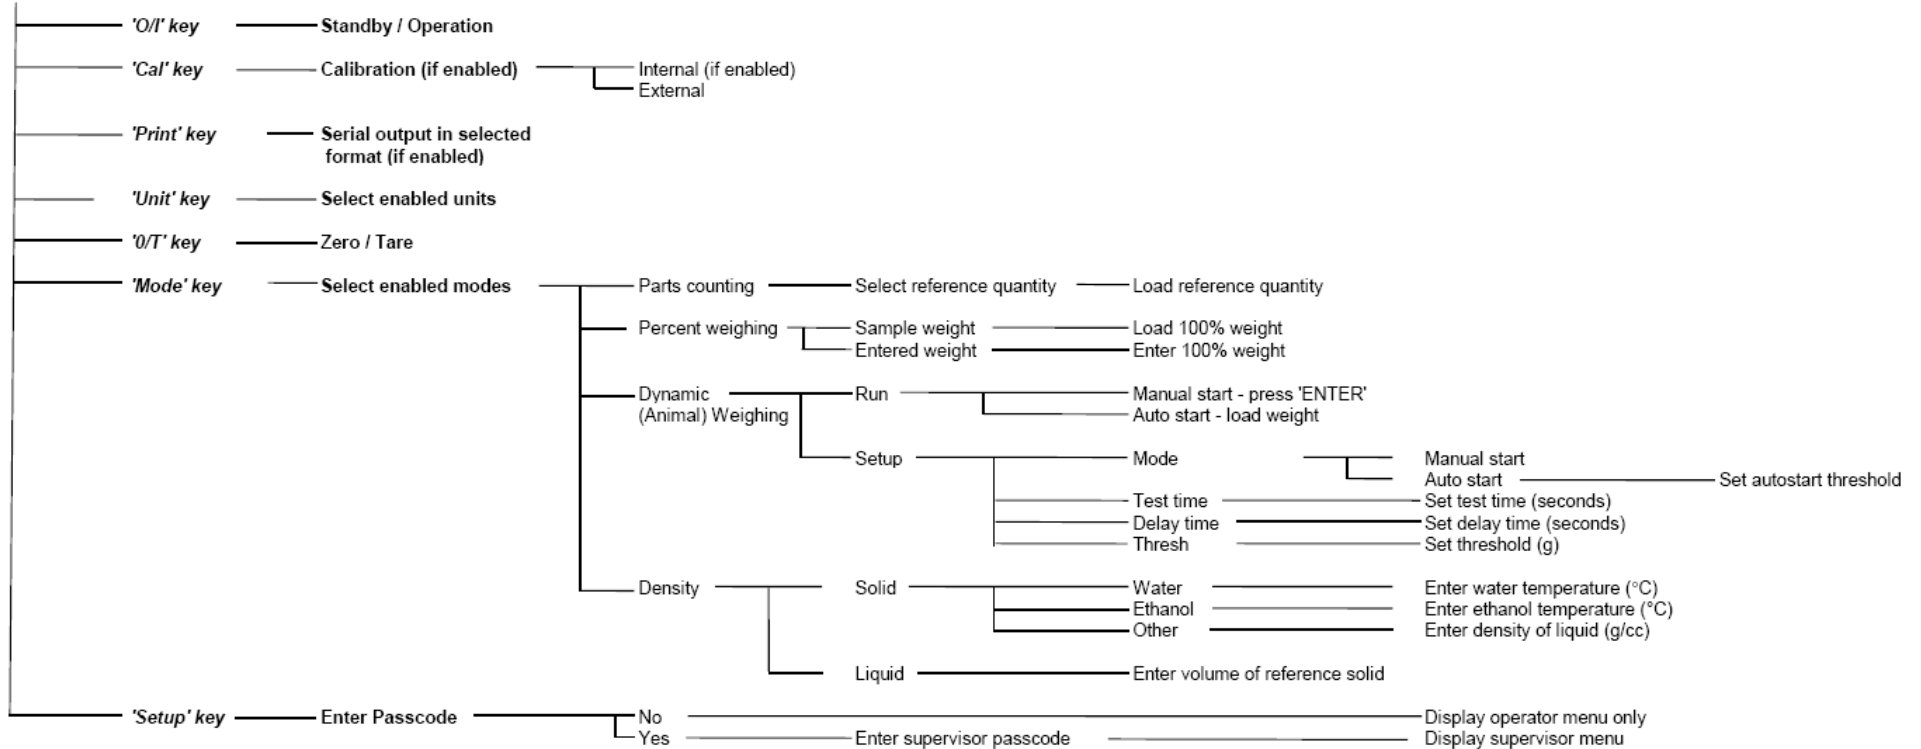 'O/I' key Standby / Operation
'Cal' key Calibration (if enabled) Internal (if enabled)
External
'Print' key Serial output in selected
format (if enabled)
'Unit' key Select enabled units
'0/T' key Zero / Tare
'Mode' key Select enabled modes Parts counting Select reference quantity Load reference quantity
Percent weighing Sample weight Load 100% weight
Entered weight Enter 100% weight
Dynamic Run Manual start - press 'ENTER'
(Animal) Weighing Auto start - load weight
Setup Mode Manual start
Auto start Set autostart threshold
Test time Set test time (seconds)
Delay time Set delay time (seconds)
Thresh Set threshold (g)
Density Solid Water Enter water temperature (°C)
Ethanol Enter ethanol temperature (°C)
Other Enter density of liquid (g/cc)
Liquid Enter volume of reference solid
'Setup' key Enter Passcode No Display operator menu only
Yes Enter supervisor passcode Display supervisor menu